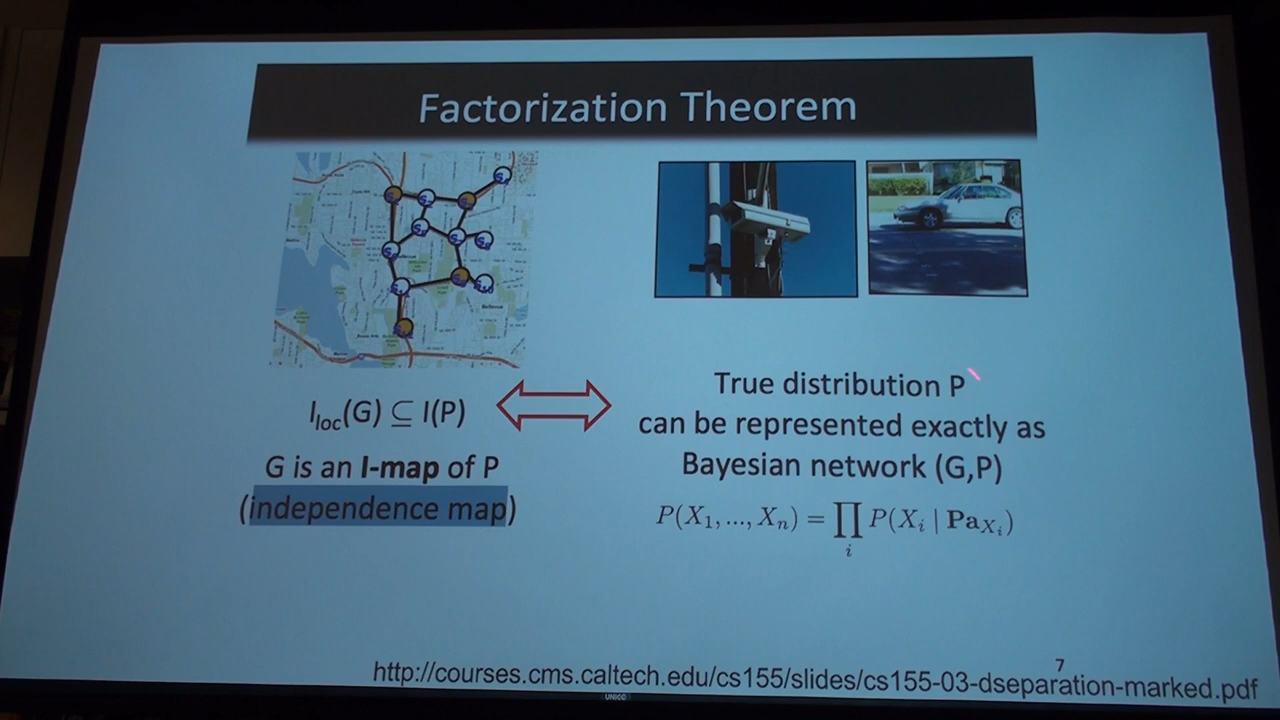 Factorization Theorem
I_loc(G) ⊆ I(P)
G is an I-map of P
(independence map)
True distribution P
can be represented exactly as
Bayesian network (G,P)
P(X_1, ..., X_n) = ∏_i P(X_i | Pa_{X_i})
7
http://courses.cms.caltech.edu/cs155/slides/cs155-03-dseparation-marked.pdf